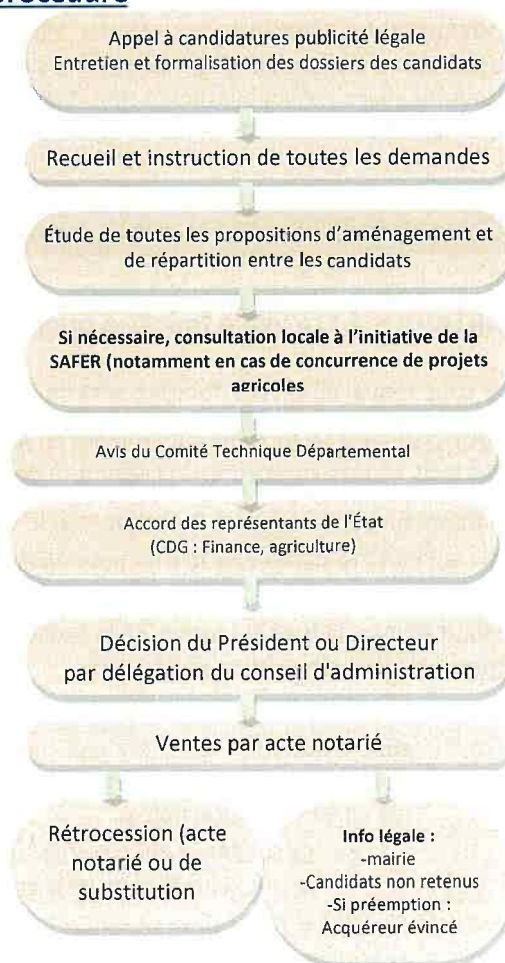 Appel à candidatures publicité légale
Entretien et formalisation des dossiers des candidats
Recueil et instruction de toutes les demandes
Étude de toutes les propositions d'aménagement et
de répartition entre les candidats
Si nécessaire, consultation locale à l'initiative de la
SAFER (notamment en cas de concurrence de projets
agricoles
Avis du Comité Technique Départemental
Accord des représentants de l'État
(CDG : Finance, agriculture)
Décision du Président ou Directeur
par délégation du conseil d'administration
Ventes par acte notarié
Rétrocession (acte
notarié ou de
substitution
Info légale :
-mairie
-Candidats non retenus
-Si préemption :
Acquéreur évincé